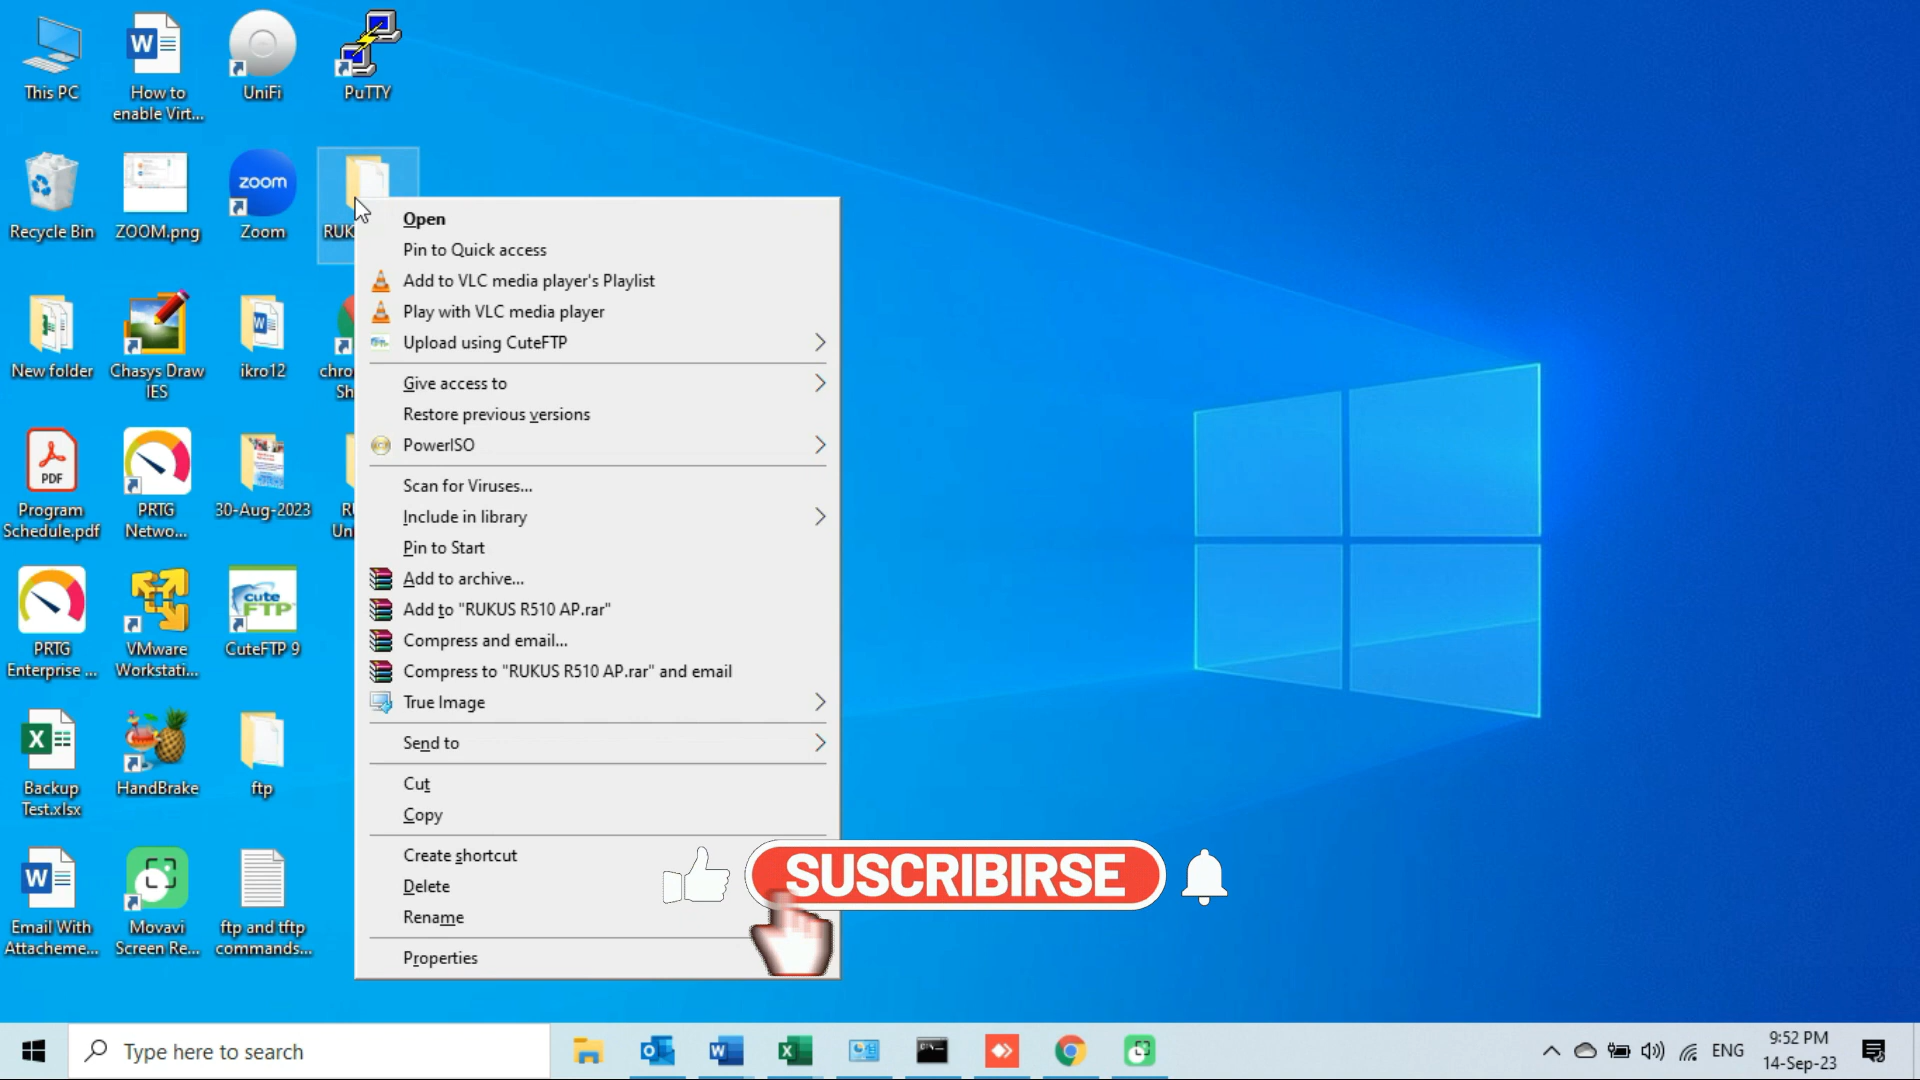 This PC
How to
enable Virt...
UniFi
PuTTY
Recycle Bin
ZOOM.png
zoom
Zoom
RUK
New folder
Chasys Draw
IES
ikro12
chro
Sh
PDF
Program
Schedule.pdf
PRTG
Netwo...
30-Aug-2023
Un
PRTG
Enterprise ...
VMware
Workstati...
cute
FTP
CuteFTP 9
Backup
Test.xlsx
HandBrake
ftp
Email With
Attacheme...
Movavi
Screen Re...
ftp and tftp
commands...
Open
Pin to Quick access
Add to VLC media player's Playlist
Play with VLC media player
Upload using CuteFTP
Give access to
Restore previous versions
PowerISO
Scan for Viruses...
Include in library
Pin to Start
Add to archive...
Add to "RUKUS R510 AP.rar"
Compress and email...
Compress to "RUKUS R510 AP.rar" and email
True Image
Send to
Cut
Copy
Create shortcut
Delete
Rename
Properties
SUSCRIBIRSE
Type here to search
ENG
9:52 PM
14-Sep-23